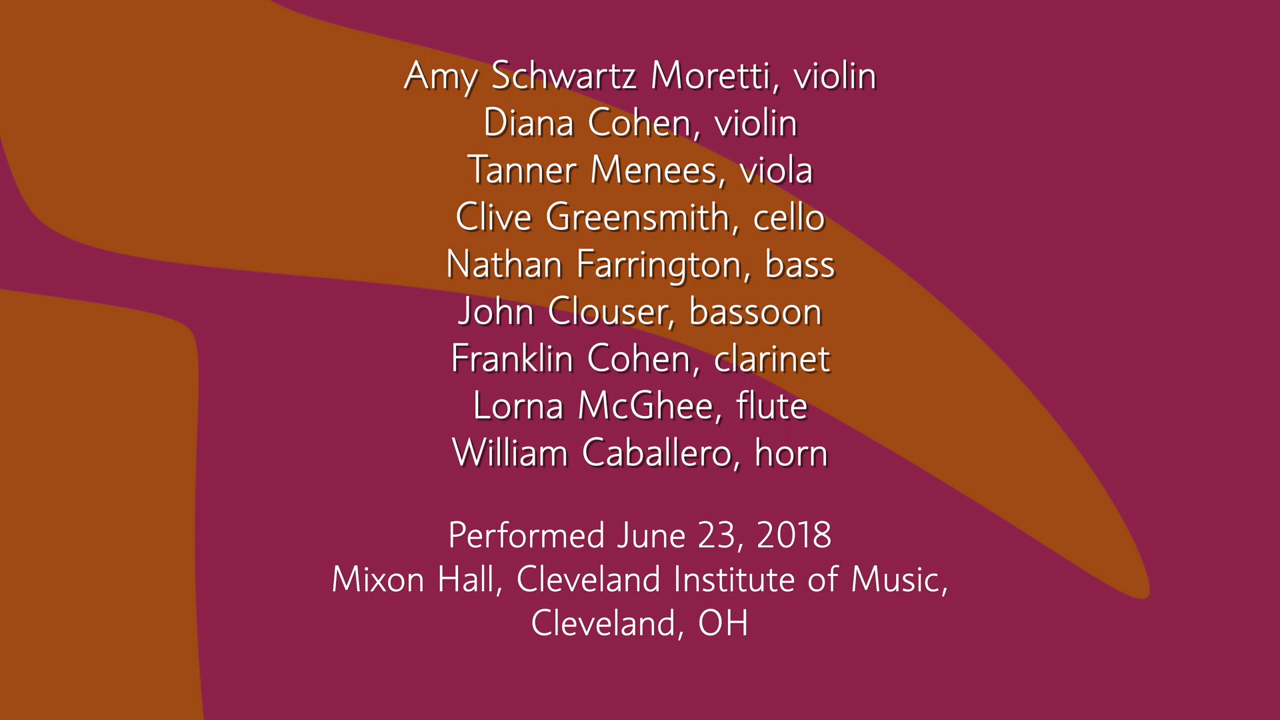 Amy Schwartz Moretti, violin
Diana Cohen, violin
Tanner Menees, viola
Clive Greensmith, cello
Nathan Farrington, bass
John Clouser, bassoon
Franklin Cohen, clarinet
Lorna McGhee, flute
William Caballero, horn
Performed June 23, 2018
Mixon Hall, Cleveland Institute of Music,
Cleveland, OH